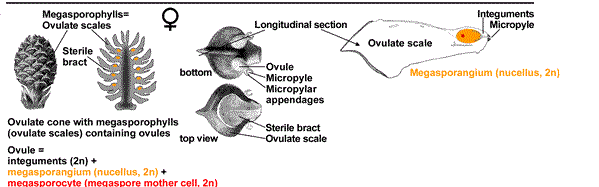 Megasporophylls=
Ovulate scales
Sterile
bract
♀
Ovulate cone with megasporophylls
(ovulate scales) containing ovules
Ovule =
integuments (2n) +
megasporangium (nucellus, 2n) +
megasporocyte (megaspore mother cell, 2n)
Longitudinal section
bottom
Ovule
Micropyle
Micropylar
appendages
Sterile bract
Ovulate scale
top view
Ovulate scale
Integuments
Micropyle
Megasporangium (nucellus, 2n)